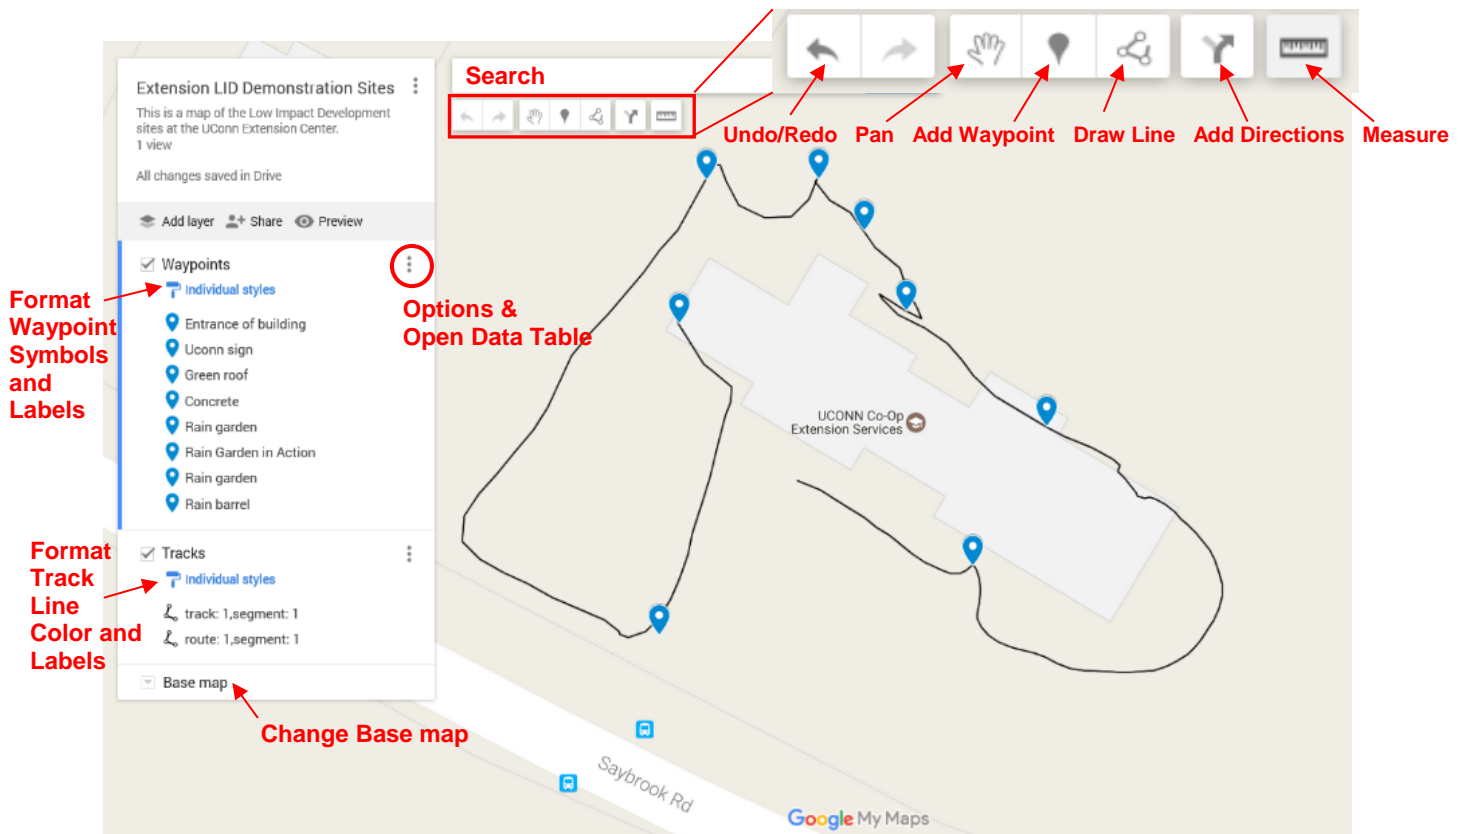 Search
Undo/Redo Pan Add Waypoint Draw Line Add Directions Measure
Extension LID Demonstration Sites
This is a map of the Low Impact Development
sites at the UConn Extension Center.
1 view
All changes saved in Drive
Add layer Share Preview
Waypoints
Individual styles
Entrance of building
Uconn sign
Green roof
Concrete
Rain garden
Rain Garden in Action
Rain garden
Rain barrel
Tracks
Individual styles
track: 1,segment: 1
route: 1,segment: 1
Base map
Format
Waypoint
Symbols
and
Labels
Format
Track
Line
Color and
Labels
Options &
Open Data Table
Change Base map
UCONN Co-Op
Extension Services
Saybrook Rd
Google My Maps